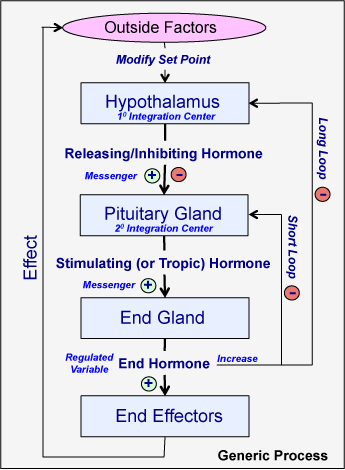 Outside Factors
Modify Set Point
Hypothalamus
1⁰ Integration Center
Releasing/Inhibiting Hormone
Messenger + −
Pituitary Gland
2⁰ Integration Center
Stimulating (or Tropic) Hormone
Messenger +
End Gland
Regulated
Variable
End Hormone
Increase
+
End Effectors
Effect
Short Loop −
Long Loop −
Generic Process